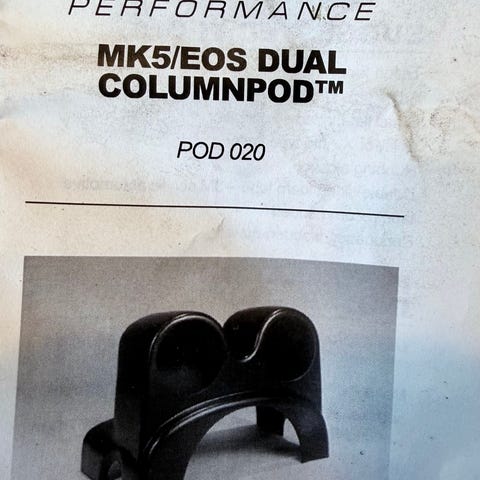 PERFORMANCE
MK5/EOS DUAL
COLUMNPOD™
POD 020